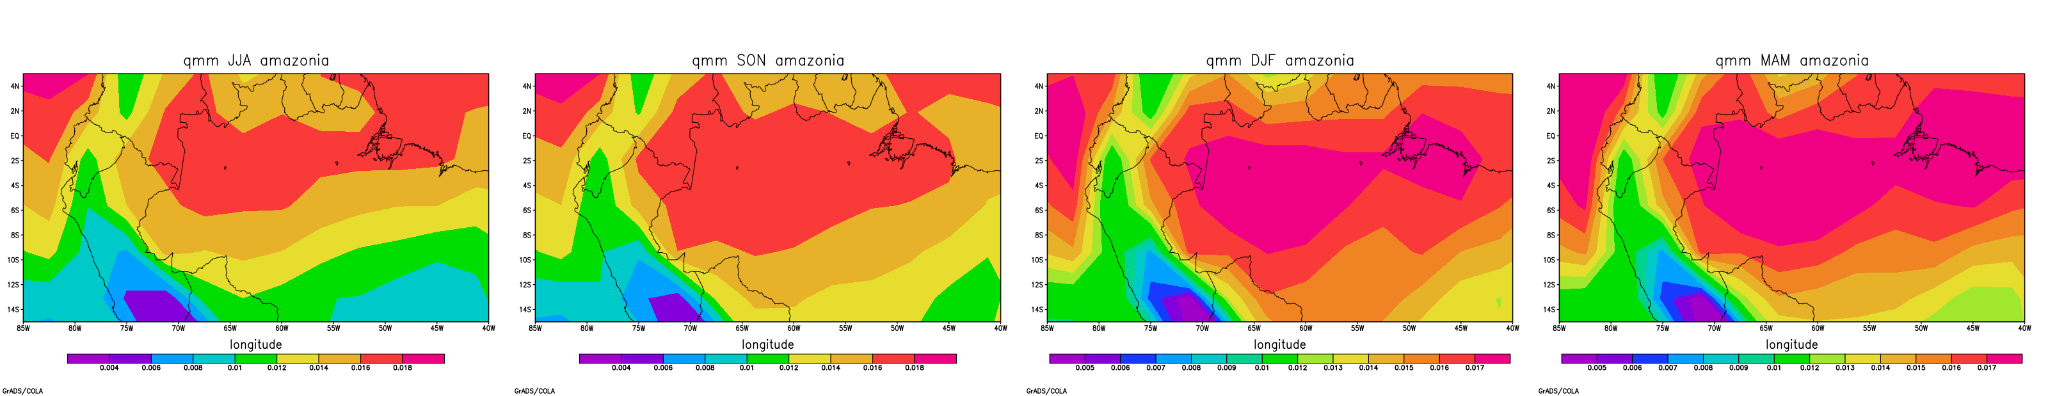 qmm JJA amazonia
4N
2N
EQ
2S
4S
6S
8S
10S
12S
14S
85W 80W 75W 70W 65W 60W 55W 50W 45W 40W
longitude
0.004 0.006 0.008 0.01 0.012 0.014 0.016 0.018
GrADS/COLA
qmm SON amazonia
4N
2N
EQ
2S
4S
6S
8S
10S
12S
14S
85W 80W 75W 70W 65W 60W 55W 50W 45W 40W
longitude
0.004 0.006 0.008 0.01 0.012 0.014 0.016 0.018
GrADS/COLA
qmm DJF amazonia
4N
2N
EQ
2S
4S
6S
8S
10S
12S
14S
85W 80W 75W 70W 65W 60W 55W 50W 45W 40W
longitude
0.005 0.006 0.007 0.008 0.009 0.01 0.011 0.012 0.013 0.014 0.015 0.016 0.017
GrADS/COLA
qmm MAM amazonia
4N
2N
EQ
2S
4S
6S
8S
10S
12S
14S
85W 80W 75W 70W 65W 60W 55W 50W 45W 40W
longitude
0.005 0.006 0.007 0.008 0.009 0.01 0.011 0.012 0.013 0.014 0.015 0.016 0.017
GrADS/COLA